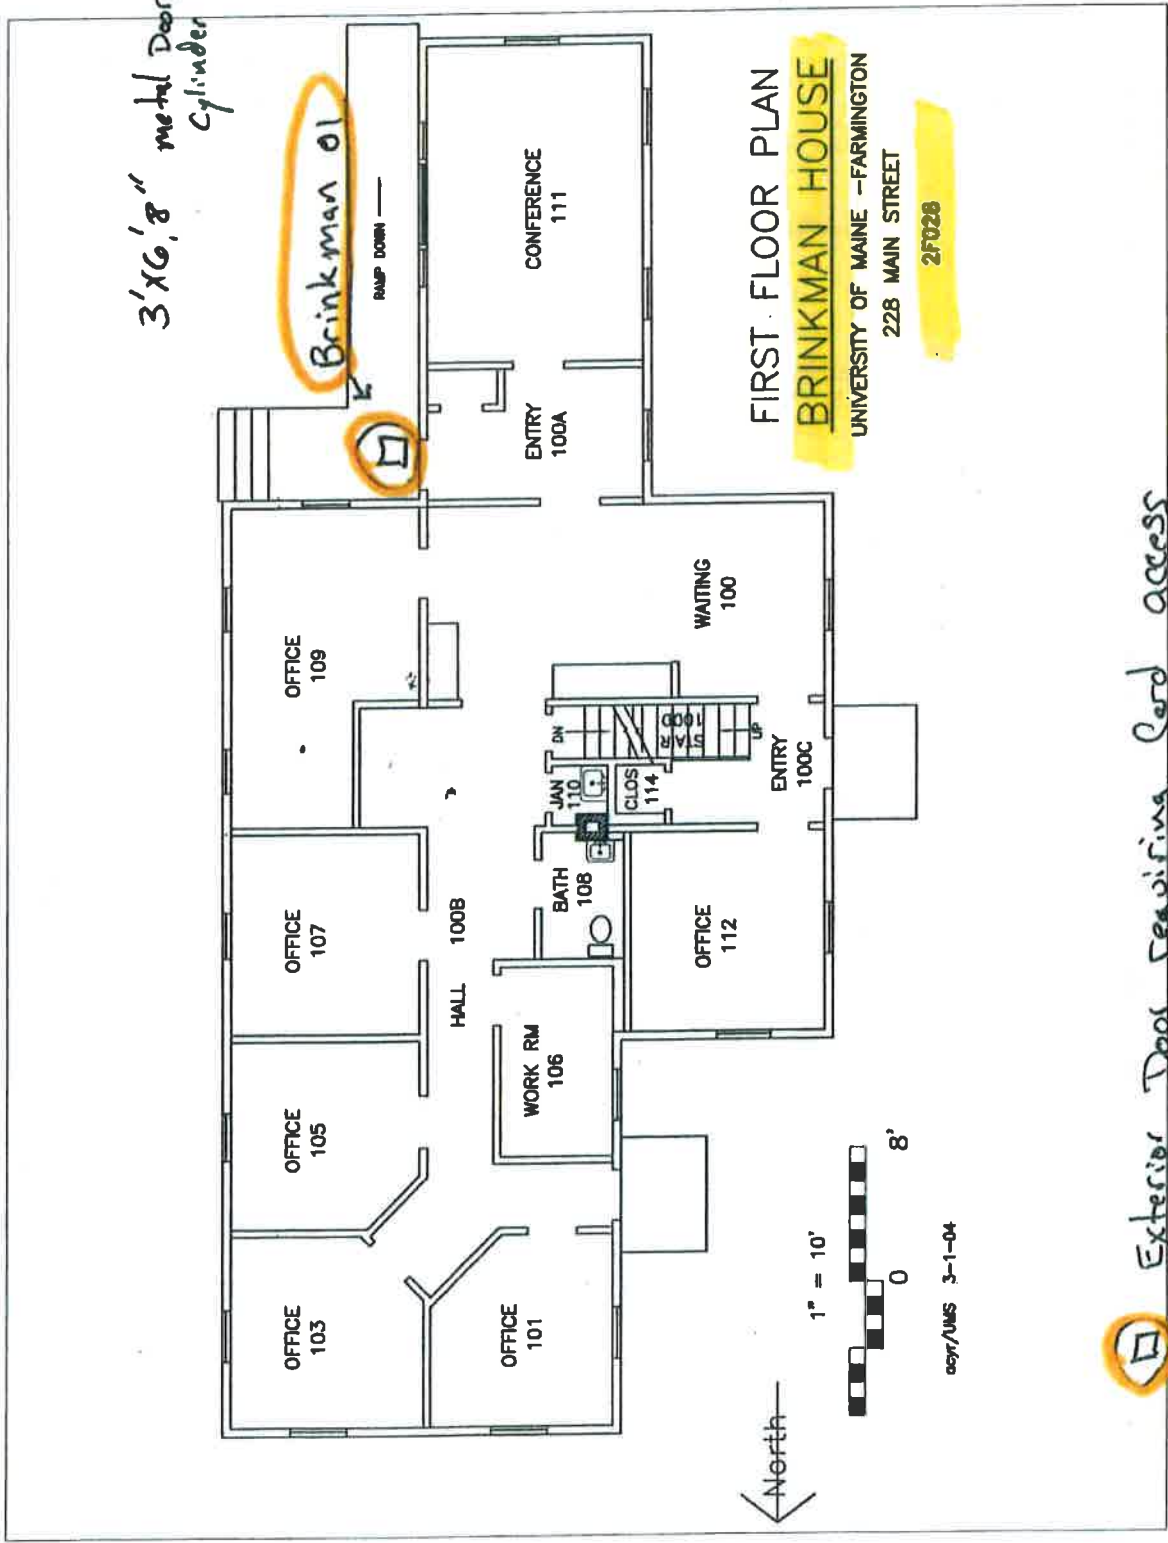 3'x6,'8" metal Door
Cylinder
Brinkman 01
RAMP DOWN
CONFERENCE
111
ENTRY
100A
OFFICE
109
WAITING
100
OFFICE
107
HALL 100B
JAN
110
DN
STAIR
100D
UP
CLOS
114
ENTRY
100C
BATH
108
OFFICE
112
OFFICE
105
WORK RM
106
OFFICE
103
OFFICE
101
FIRST FLOOR PLAN
BRINKMAN HOUSE
UNIVERSITY OF MAINE -FARMINGTON
228 MAIN STREET
2F028
1" = 10'
0 8'
3-1-04
North
Exterior Door requiring Card access